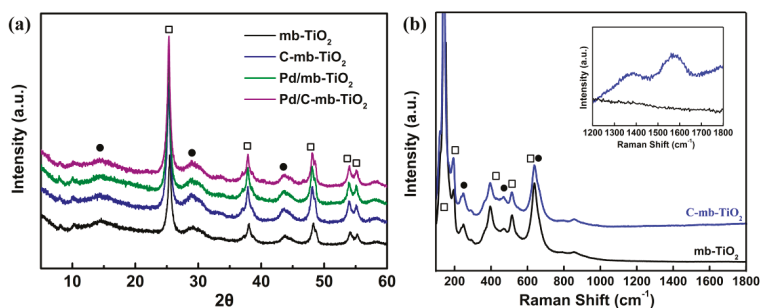 (a)
mb-TiO2
C-mb-TiO2
Pd/mb-TiO2
Pd/C-mb-TiO2
Intensity (a.u.)
10 20 30 40 50 60
2θ
(b)
Intensity (a.u.)
Intensity (a.u.)
1200 1300 1400 1500 1600 1700 1800
Raman Shift (cm-1)
C-mb-TiO2
mb-TiO2
200 400 600 800 1000 1200 1400 1600 1800
Raman Shift (cm-1)